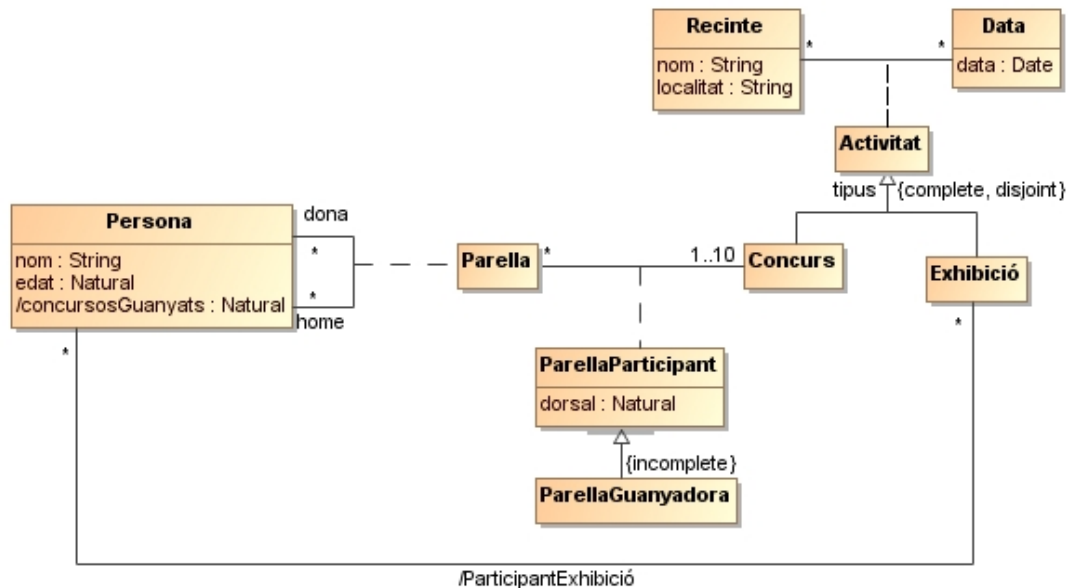 Recinte
nom : String
localitat : String
*
*
Data
data : Date
Activitat
tipus
{complete, disjoint}
Persona
nom : String
edat : Natural
/concursosGuanyats : Natural
dona
*
*
home
*
Parella
*
1..10
Concurs
Exhibició
*
ParellaParticipant
dorsal : Natural
{incomplete}
ParellaGuanyadora
/ParticipantExhibició